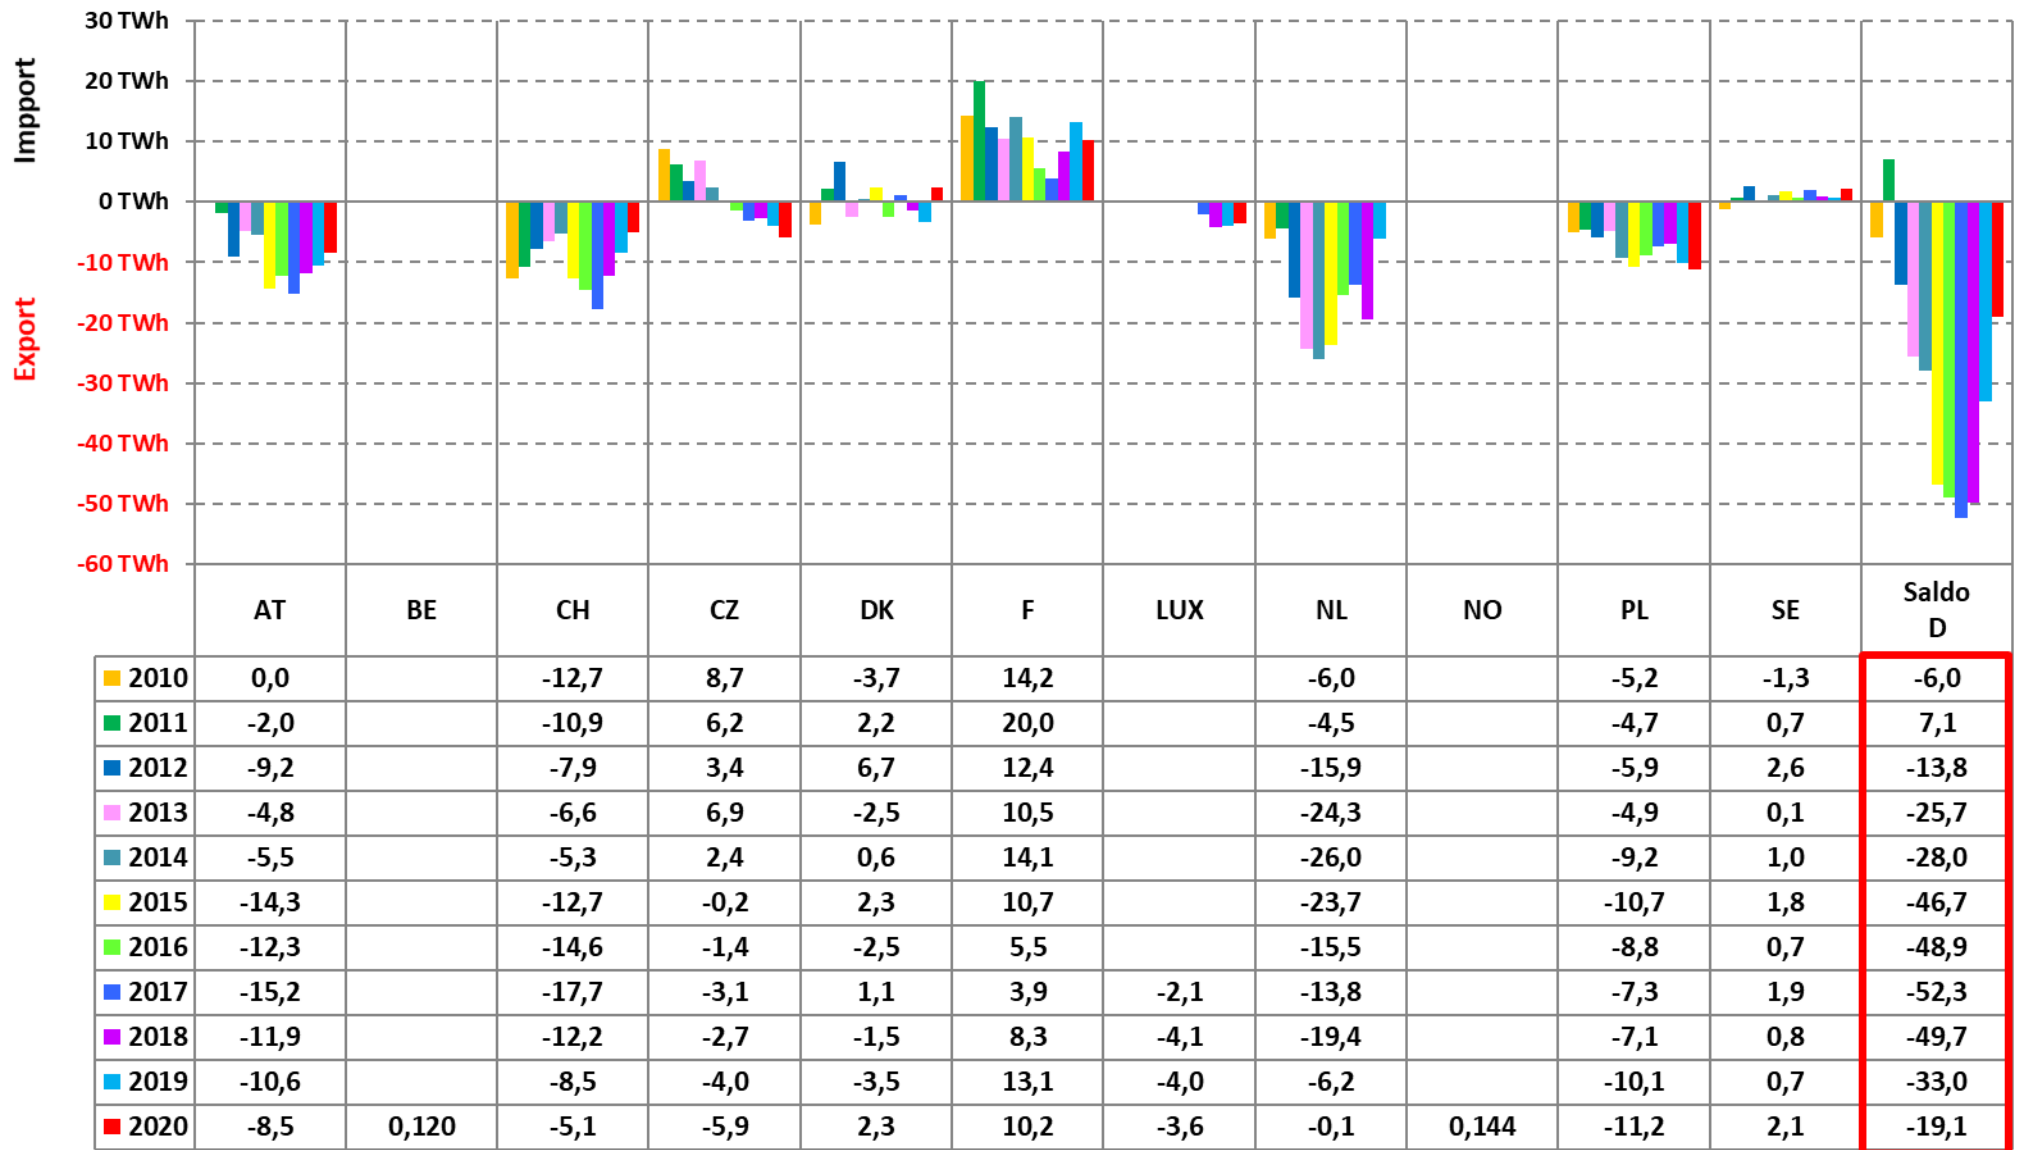 Impport
Export
30 TWh
20 TWh
10 TWh
0 TWh
-10 TWh
-20 TWh
-30 TWh
-40 TWh
-50 TWh
-60 TWh
AT BE CH CZ DK F LUX NL NO PL SE Saldo
D
2010 0,0 -12,7 8,7 -3,7 14,2 -6,0 -5,2 -1,3 -6,0
2011 -2,0 -10,9 6,2 2,2 20,0 -4,5 -4,7 0,7 7,1
2012 -9,2 -7,9 3,4 6,7 12,4 -15,9 -5,9 2,6 -13,8
2013 -4,8 -6,6 6,9 -2,5 10,5 -24,3 -4,9 0,1 -25,7
2014 -5,5 -5,3 2,4 0,6 14,1 -26,0 -9,2 1,0 -28,0
2015 -14,3 -12,7 -0,2 2,3 10,7 -23,7 -10,7 1,8 -46,7
2016 -12,3 -14,6 -1,4 -2,5 5,5 -15,5 -8,8 0,7 -48,9
2017 -15,2 -17,7 -3,1 1,1 3,9 -2,1 -13,8 -7,3 1,9 -52,3
2018 -11,9 -12,2 -2,7 -1,5 8,3 -4,1 -19,4 -7,1 0,8 -49,7
2019 -10,6 -8,5 -4,0 -3,5 13,1 -4,0 -6,2 -10,1 0,7 -33,0
2020 -8,5 0,120 -5,1 -5,9 2,3 10,2 -3,6 -0,1 0,144 -11,2 2,1 -19,1